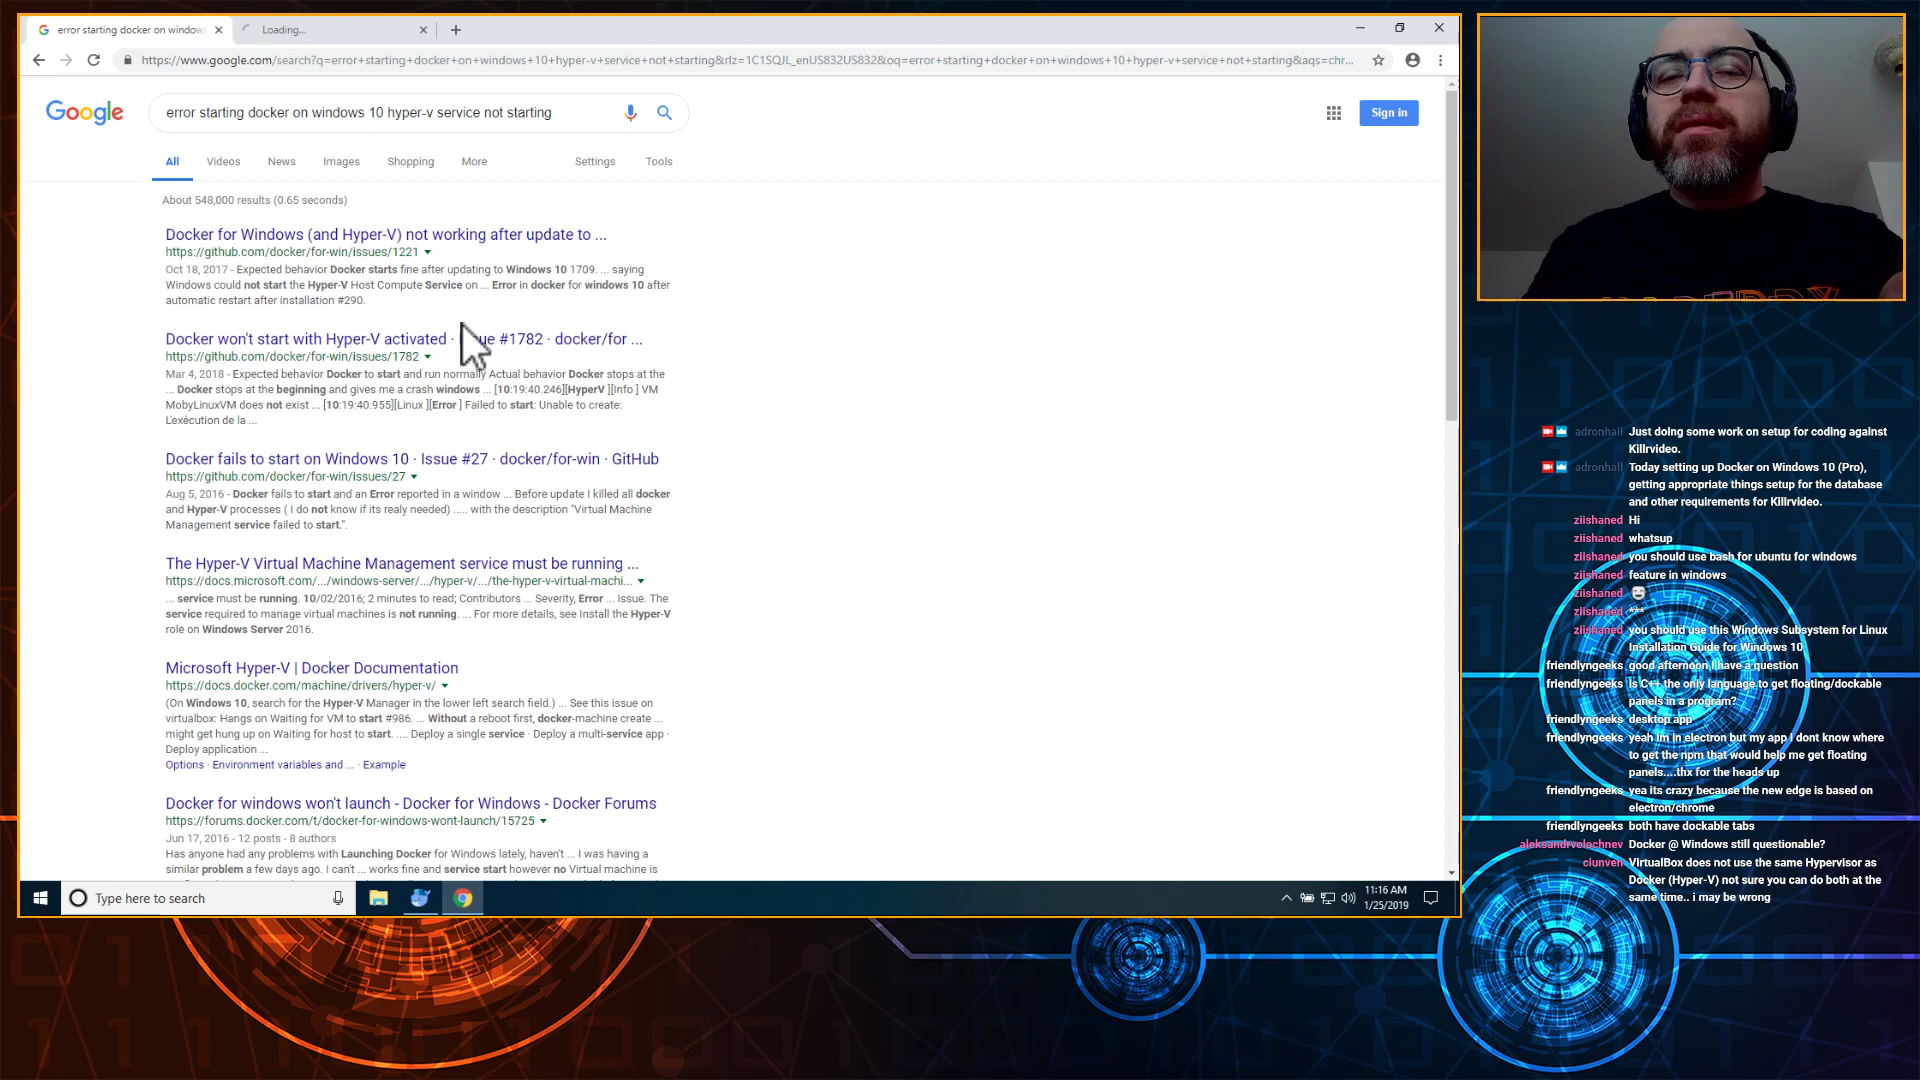 error starting docker on windows
Loading...
https://www.google.com/search?q=error+starting+docker+on+windows+10+hyper-v+service+not+starting&rlz=1C1SQJL_enUS832US832&oq=error+starting+docker+on+windows+10+hyper-v+service+not+starting&aqs=chr...
Google
error starting docker on windows 10 hyper-v service not starting
Sign in
All Videos News Images Shopping More Settings Tools
About 548,000 results (0.65 seconds)
Docker for Windows (and Hyper-V) not working after update to ...
https://github.com/docker/for-win/issues/1221
Oct 18, 2017 - Expected behavior Docker starts fine after updating to Windows 10 1709. ... saying
Windows could not start the Hyper-V Host Compute Service on ... Error in docker for windows 10 after
automatic restart after installation #290.
Docker won't start with Hyper-V activated · ue #1782 · docker/for ...
https://github.com/docker/for-win/issues/1782
Mar 4, 2018 - Expected behavior Docker to start and run normally Actual behavior Docker stops at the
... Docker stops at the beginning and gives me a crash windows ... [10:19:40.246][HyperV ][Info ] VM
MobyLinuxVM does not exist ... [10:19:40.955][Linux ][Error ] Failed to start: Unable to create:
L'exécution de la ...
Docker fails to start on Windows 10 · Issue #27 · docker/for-win · GitHub
https://github.com/docker/for-win/issues/27
Aug 5, 2016 - Docker fails to start and an Error reported in a window ... Before update I killed all docker
and Hyper-V processes ( I do not know if its realy needed) ..... with the description "Virtual Machine
Management service failed to start.".
The Hyper-V Virtual Machine Management service must be running ...
https://docs.microsoft.com/.../windows-server/.../hyper-v/.../the-hyper-v-virtual-machi...
... service must be running. 10/02/2016; 2 minutes to read; Contributors ... Severity, Error ... Issue. The
service required to manage virtual machines is not running. ... For more details, see Install the Hyper-V
role on Windows Server 2016.
Microsoft Hyper-V | Docker Documentation
https://docs.docker.com/machine/drivers/hyper-v/
(On Windows 10, search for the Hyper-V Manager in the lower left search field.) ... See this issue on
virtualbox: Hangs on Waiting for VM to start #986. ... Without a reboot first, docker-machine create ...
might get hung up on Waiting for host to start. .... Deploy a single service · Deploy a multi-service app ·
Deploy application ...
Options · Environment variables and ... · Example
Docker for windows won't launch - Docker for Windows - Docker Forums
https://forums.docker.com/t/docker-for-windows-wont-launch/15725
Jun 17, 2016 - 12 posts - 8 authors
Has anyone had any problems with Launching Docker for Windows lately, haven't ... I was having a
similar problem a few days ago. I can't ... works fine and service start however no Virtual machine is
Type here to search
11:16 AM
1/25/2019
adronhall Just doing some work on setup for coding against
Killrvideo.
adronhall Today setting up Docker on Windows 10 (Pro),
getting appropriate things setup for the database
and other requirements for Killrvideo.
ziishaned Hi
ziishaned whatsup
ziishaned you should use bash for ubuntu for windows
ziishaned feature in windows
ziishaned
ziishaned ***
ziishaned you should use this Windows Subsystem for Linux
Installation Guide for Windows 10
friendlygeeks good afternoon I have a question
friendlygeeks is C++ the only language to get floating/dockable
panels in a program?
friendlygeeks desktop app
friendlygeeks yeah im in electron but my app I dont know where
to get the npm that would help me get floating
panels....thx for the heads up
friendlygeeks yea its crazy because the new edge is based on
electron/chrome
friendlygeeks both have dockable tabs
aleksandrvolochnev Docker @ Windows still questionable?
clunven VirtualBox does not use the same Hypervisor as
Docker (Hyper-V) not sure you can do both at the
same time.. i may be wrong